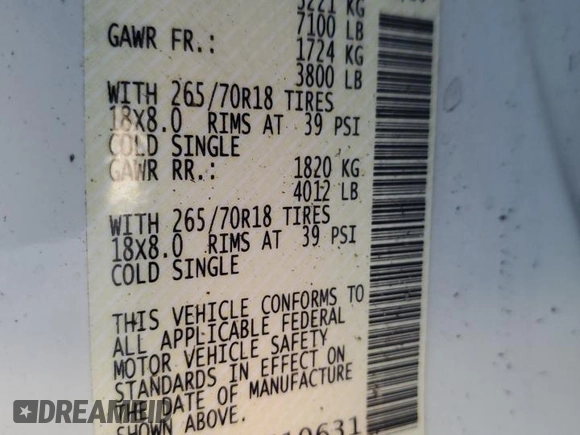 3221 KG
7100 LB
GAWR FR.: 1724 KG
3800 LB
WITH 265/70R18 TIRES
18X8.0 RIMS AT 39 PSI
COLD SINGLE
GAWR RR.: 1820 KG
4012 LB
WITH 265/70R18 TIRES
18X8.0 RIMS AT 39 PSI
COLD SINGLE
THIS VEHICLE CONFORMS TO
ALL APPLICABLE FEDERAL
MOTOR VEHICLE SAFETY
STANDARDS IN EFFECT ON
THE DATE OF MANUFACTURE
SHOWN ABOVE.
10631
DREAMBID